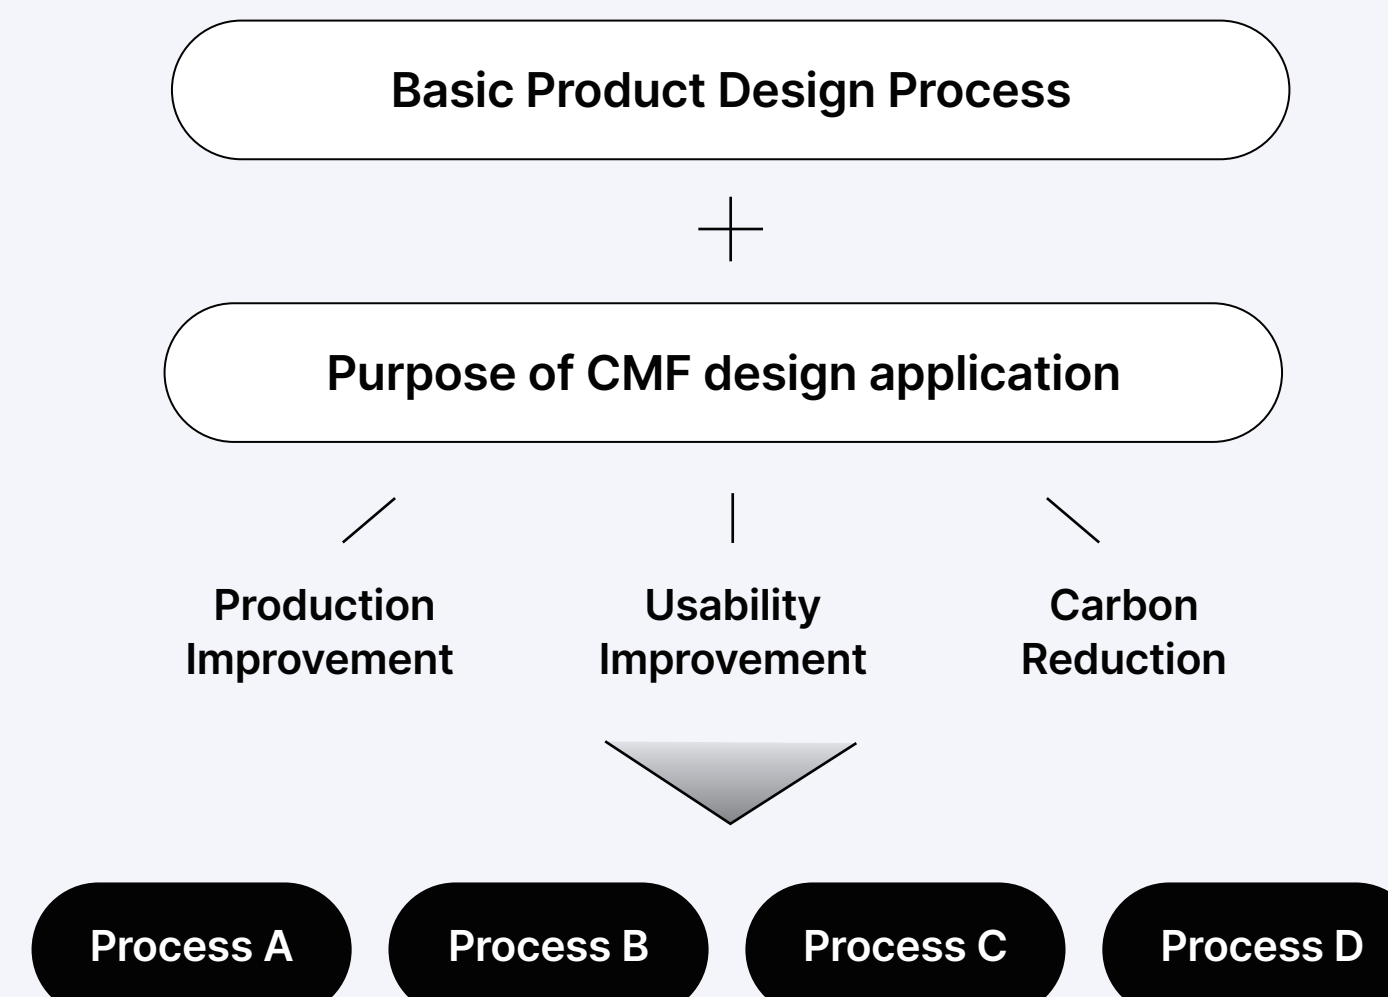 Basic Product Design Process
Purpose of CMF design application
Production
Improvement
Usability
Improvement
Carbon
Reduction
Process A
Process B
Process C
Process D